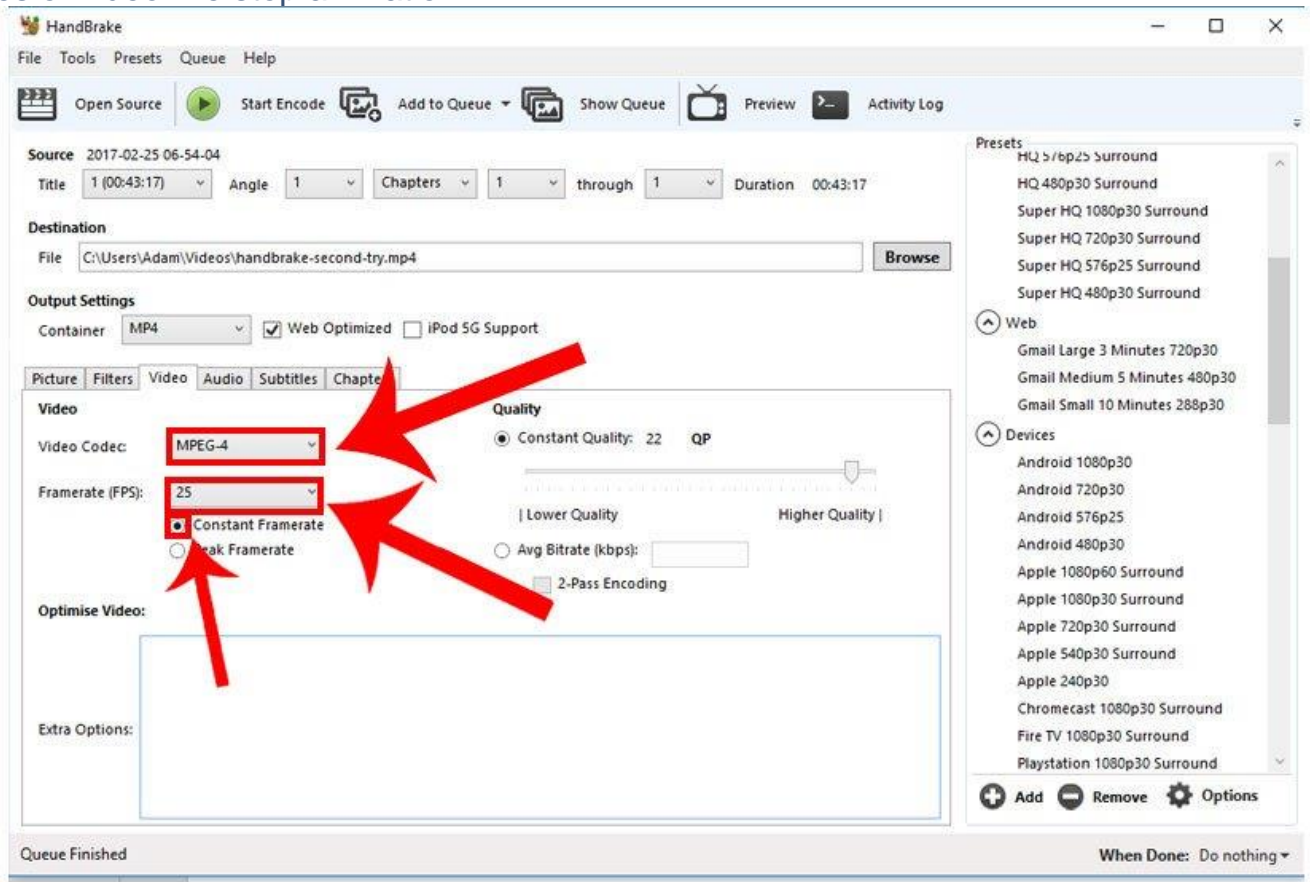 HandBrake
File Tools Presets Queue Help
Open Source Start Encode Add to Queue Show Queue Preview Activity Log
Source 2017-02-25 06-54-04
Title 1 (00:43:17) Angle 1 Chapters 1 through 1 Duration 00:43:17
Destination
File C:\Users\Adam\Videos\handbrake-second-try.mp4 Browse
Output Settings
Container MP4 Web Optimized iPod 5G Support
Picture Filters Video Audio Subtitles
Video
Video Codec: MPEG-4
Framerate (FPS): 25
Constant Framerate
Framerate
Quality
Constant Quality: 22 QP
| Lower Quality Higher Quality |
Avg Bitrate (kbps):
2-Pass Encoding
Optimise Video:
Extra Options:
Presets
HQ 576p25 Surround
HQ 480p30 Surround
Super HQ 1080p30 Surround
Super HQ 720p30 Surround
Super HQ 576p25 Surround
Super HQ 480p30 Surround
Web
Gmail Large 3 Minutes 720p30
Gmail Medium 5 Minutes 480p30
Gmail Small 10 Minutes 288p30
Devices
Android 1080p30
Android 720p30
Android 576p25
Android 480p30
Apple 1080p60 Surround
Apple 1080p30 Surround
Apple 720p30 Surround
Apple 540p30 Surround
Apple 240p30
Chromecast 1080p30 Surround
Fire TV 1080p30 Surround
Playstation 1080p30 Surround
Add Remove Options
Queue Finished When Done: Do nothing